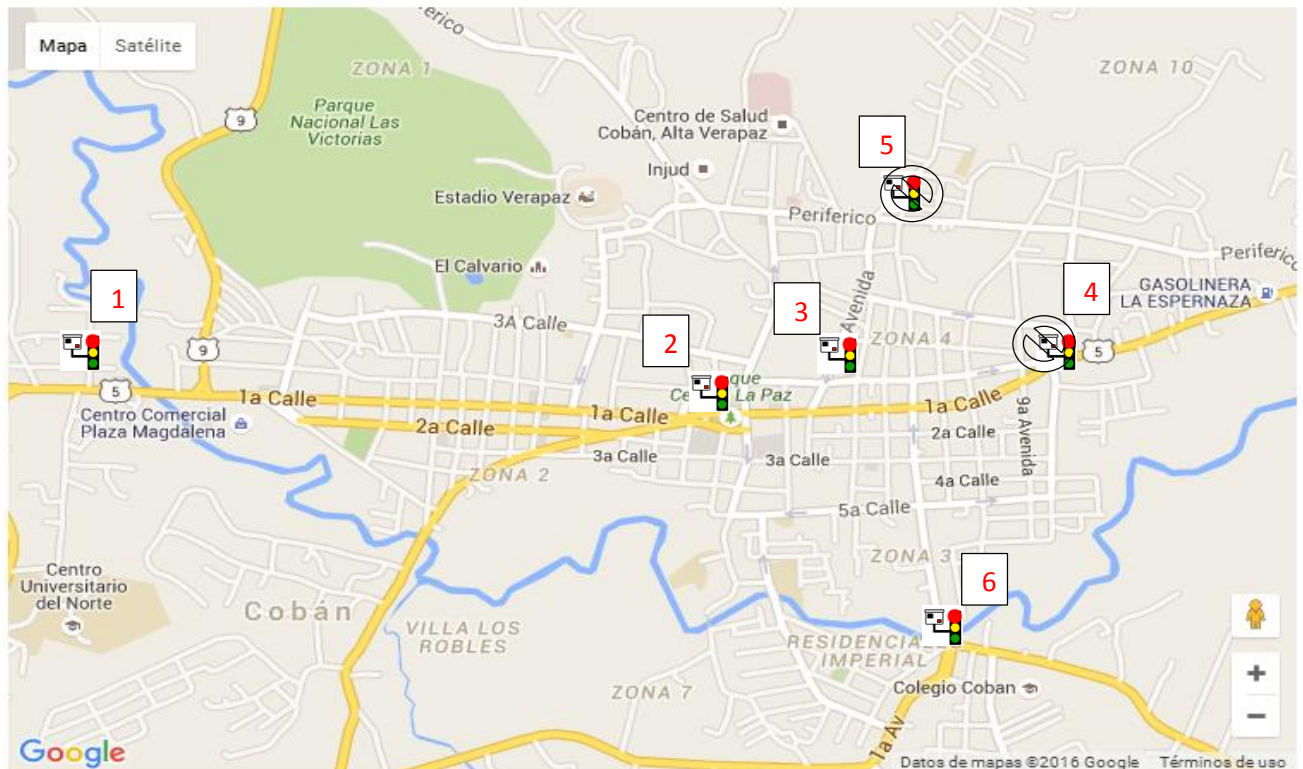 Mapa
Satélite
Periferico
ZONA 1
ZONA 10
9
Parque
Nacional Las
Victorias
Centro de Salud
Cobán, Alta Verapaz
5
Injud
Estadio Verapaz
Periferico
Periferico
El Calvario
1
3
4
GASOLINERA
LA ESPERNAZA
3A Calle
2
Avenida
ZONA 4
9
5
5
1a Calle
1a Calle
La Paz
1a Calle
Centro Comercial
Plaza Magdalena
2a Calle
2a Calle
9a Avenida
3a Calle
3a Calle
ZONA 2
4a Calle
5a Calle
ZONA 3
Centro
Universitario
del Norte
6
Cobán
VILLA LOS
ROBLES
IMPERIAL
ZONA 7
Colegio Coban
1a Av
Google
Datos de mapas ©2016 Google
Términos de uso